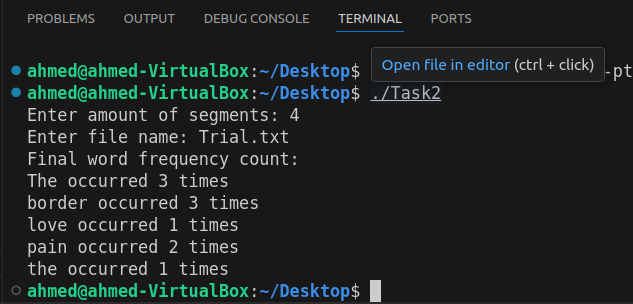 PROBLEMS OUTPUT DEBUG CONSOLE TERMINAL PORTS
ahmed@ahmed-VirtualBox:~/Desktop$
Open file in editor (ctrl + click)
-pt
ahmed@ahmed-VirtualBox:~/Desktop$ ./Task2
Enter amount of segments: 4
Enter file name: Trial.txt
Final word frequency count:
The occurred 3 times
border occurred 3 times
love occurred 1 times
pain occurred 2 times
the occurred 1 times
ahmed@ahmed-VirtualBox:~/Desktop$